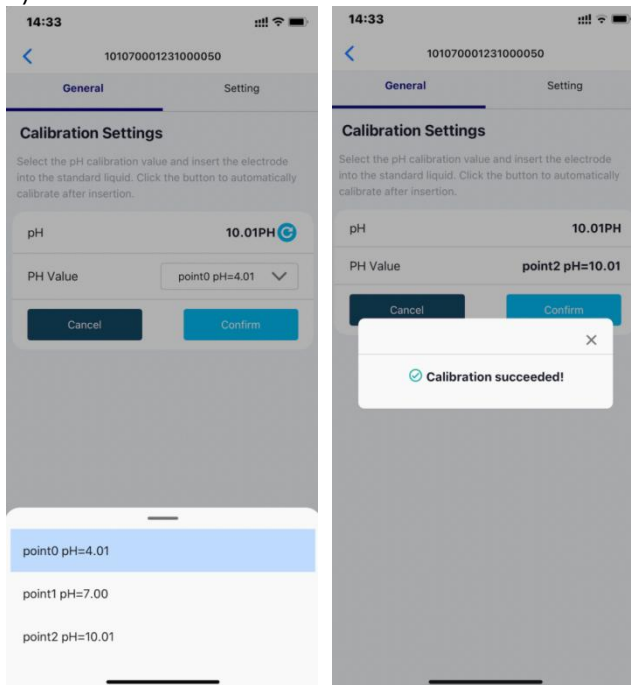 14:33
101070001231000050
General Setting
Calibration Settings
Select the pH calibration value and insert the electrode
into the standard liquid. Click the button to automatically
calibrate after insertion.
pH 10.01PH
PH Value point0 pH=4.01
Cancel Confirm
point0 pH=4.01
point1 pH=7.00
point2 pH=10.01
14:33
101070001231000050
General Setting
Calibration Settings
Select the pH calibration value and insert the electrode
into the standard liquid. Click the button to automatically
calibrate after insertion.
pH 10.01PH
PH Value point2 pH=10.01
Cancel Confirm
Calibration succeeded!